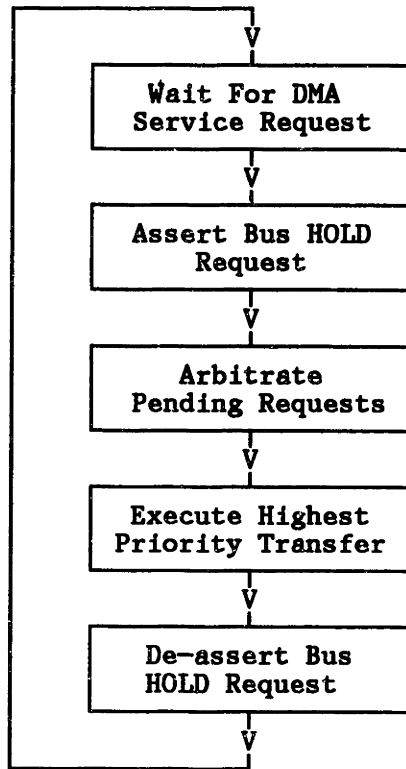 Wait For DMA
Service Request
Assert Bus HOLD
Request
Arbitrate
Pending Requests
Execute Highest
Priority Transfer
De-assert Bus
HOLD Request